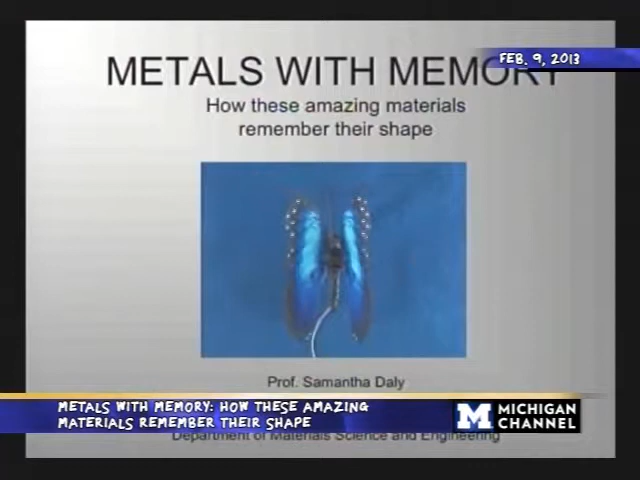 FEB. 9, 2013
METALS WITH MEMORY
How these amazing materials
remember their shape
Prof. Samantha Daly
METALS WITH MEMORY: HOW THESE AMAZING
MATERIALS REMEMBER THEIR SHAPE
M MICHIGAN
CHANNEL
Department of Materials Science and Engineering